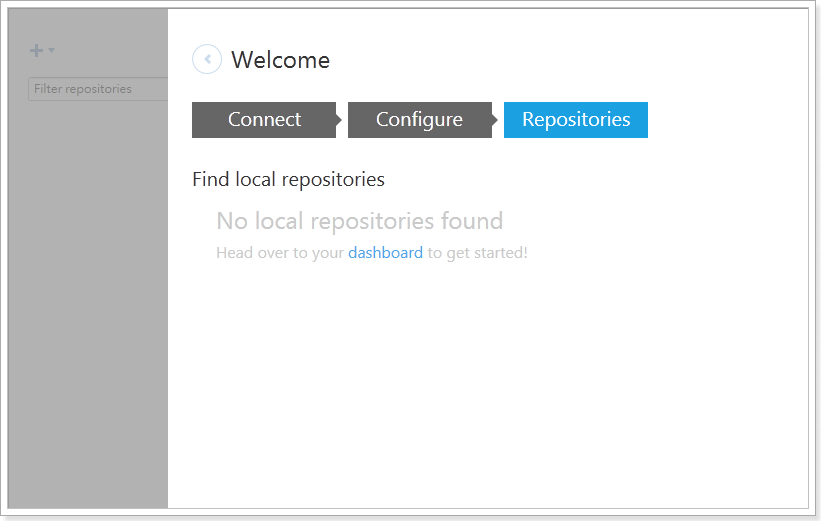 Welcome
Filter repositories
Connect
Configure
Repositories
Find local repositories
No local repositories found
Head over to your dashboard to get started!